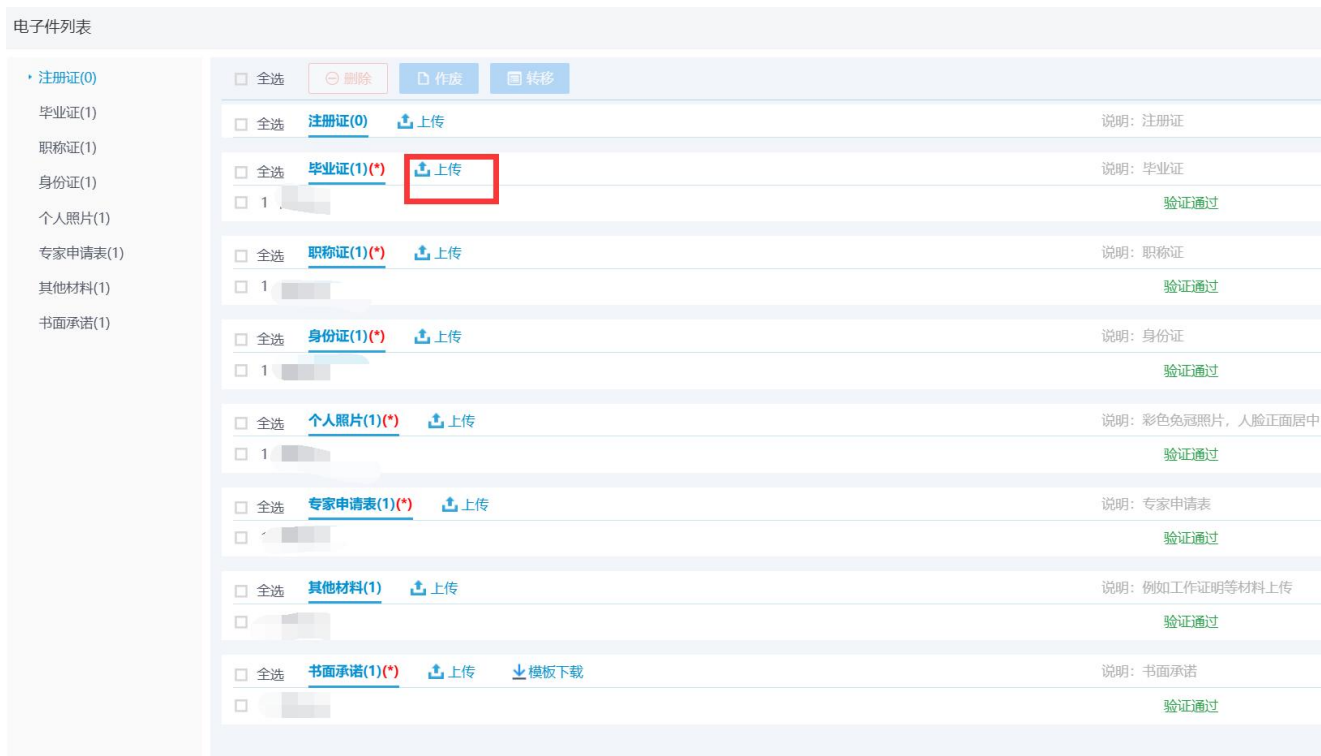 电子件列表
注册证(0)
毕业证(1)
职称证(1)
身份证(1)
个人照片(1)
专家申请表(1)
其他材料(1)
书面承诺(1)
全选 删除 作废 转移
全选 注册证(0) 上传 说明：注册证
全选 毕业证(1)(*) 上传 说明：毕业证
1 验证通过
全选 职称证(1)(*) 上传 说明：职称证
1 验证通过
全选 身份证(1)(*) 上传 说明：身份证
1 验证通过
全选 个人照片(1)(*) 上传 说明：彩色免冠照片，人脸正面居中
1 验证通过
全选 专家申请表(1)(*) 上传 说明：专家申请表
验证通过
全选 其他材料(1) 上传 说明：例如工作证明等材料上传
验证通过
全选 书面承诺(1)(*) 上传 模板下载 说明：书面承诺
验证通过